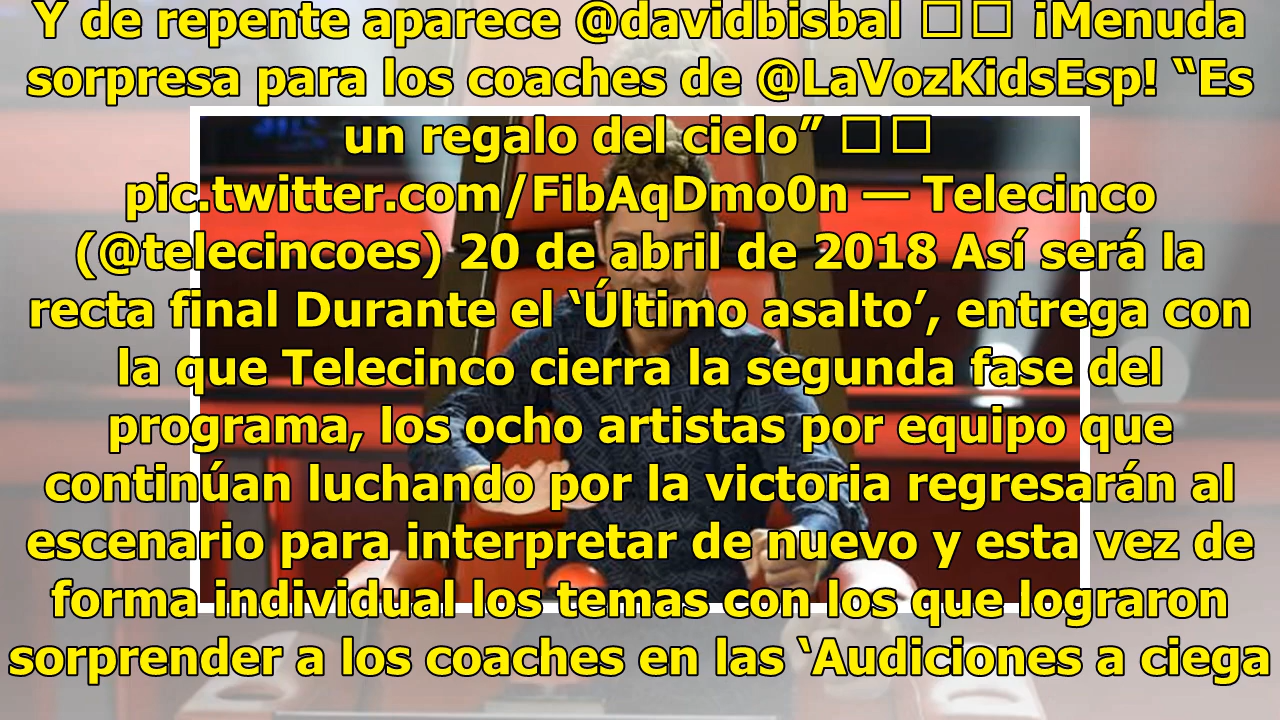 Y de repente aparece @davidbisbal □□ ¡Menuda
sorpresa para los coaches de @LaVozKidsEsp! “Es
un regalo del cielo” □□
pic.twitter.com/FibAqDmo0n — Telecinco
(@telecincoes) 20 de abril de 2018 Así será la
recta final Durante el ‘Último asalto’, entrega con
la que Telecinco cierra la segunda fase del
programa, los ocho artistas por equipo que
continúan luchando por la victoria regresarán al
escenario para interpretar de nuevo y esta vez de
forma individual los temas con los que lograron
sorprender a los coaches en las ‘Audiciones a ciega